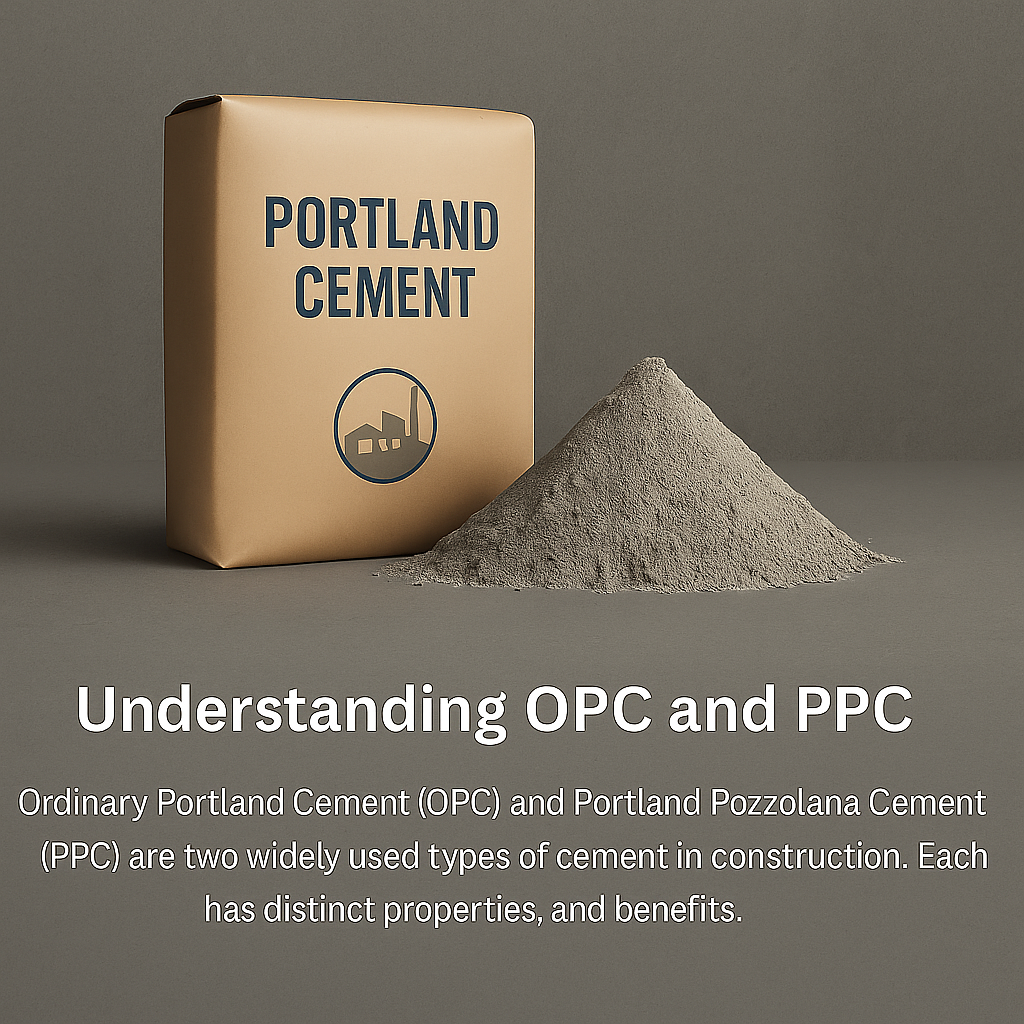 PORTLAND
CEMENT
Understanding OPC and PPC
Ordinary Portland Cement (OPC) and Portland Pozzolana Cement
(PPC) are two widely used types of cement in construction. Each
has distinct properties, and benefits.